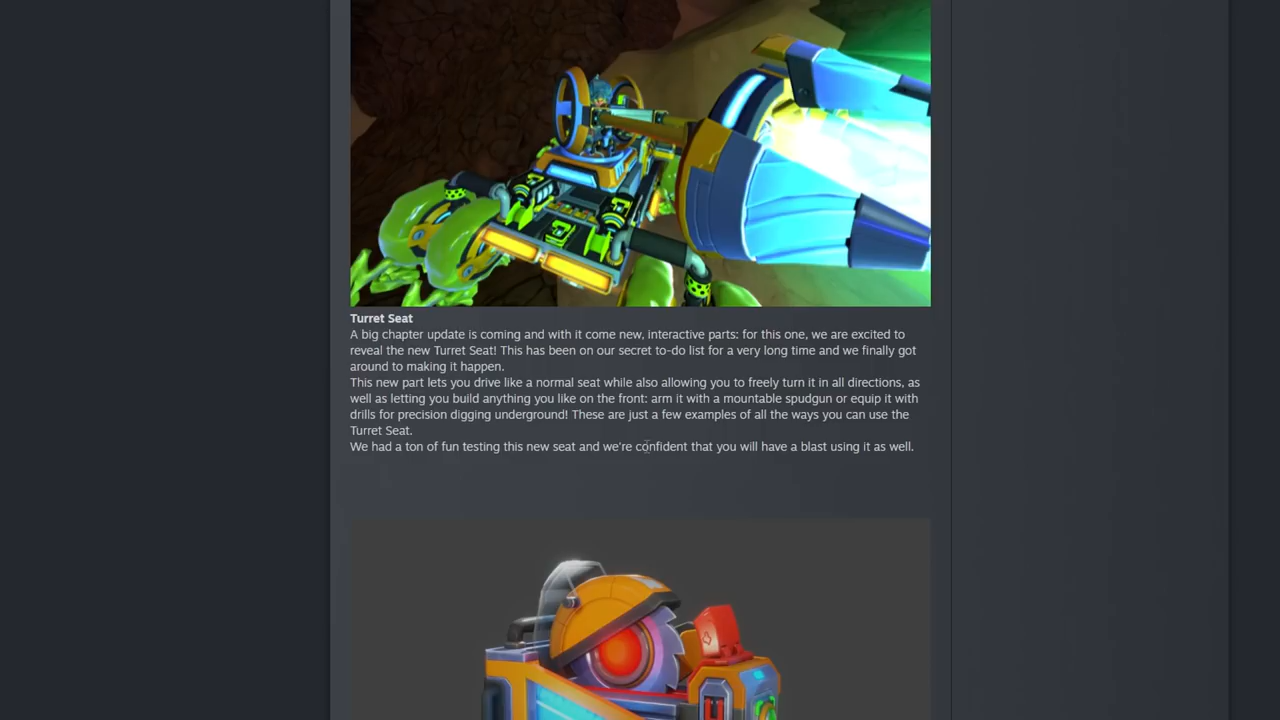 Turret Seat
A big chapter update is coming and with it come new, interactive parts: for this one, we are excited to
reveal the new Turret Seat! This has been on our secret to-do list for a very long time and we finally got
around to making it happen.
This new part lets you drive like a normal seat while also allowing you to freely turn it in all directions, as
well as letting you build anything you like on the front: arm it with a mountable spudgun or equip it with
drills for precision digging underground! These are just a few examples of all the ways you can use the
Turret Seat.
We had a ton of fun testing this new seat and we're confident that you will have a blast using it as well.